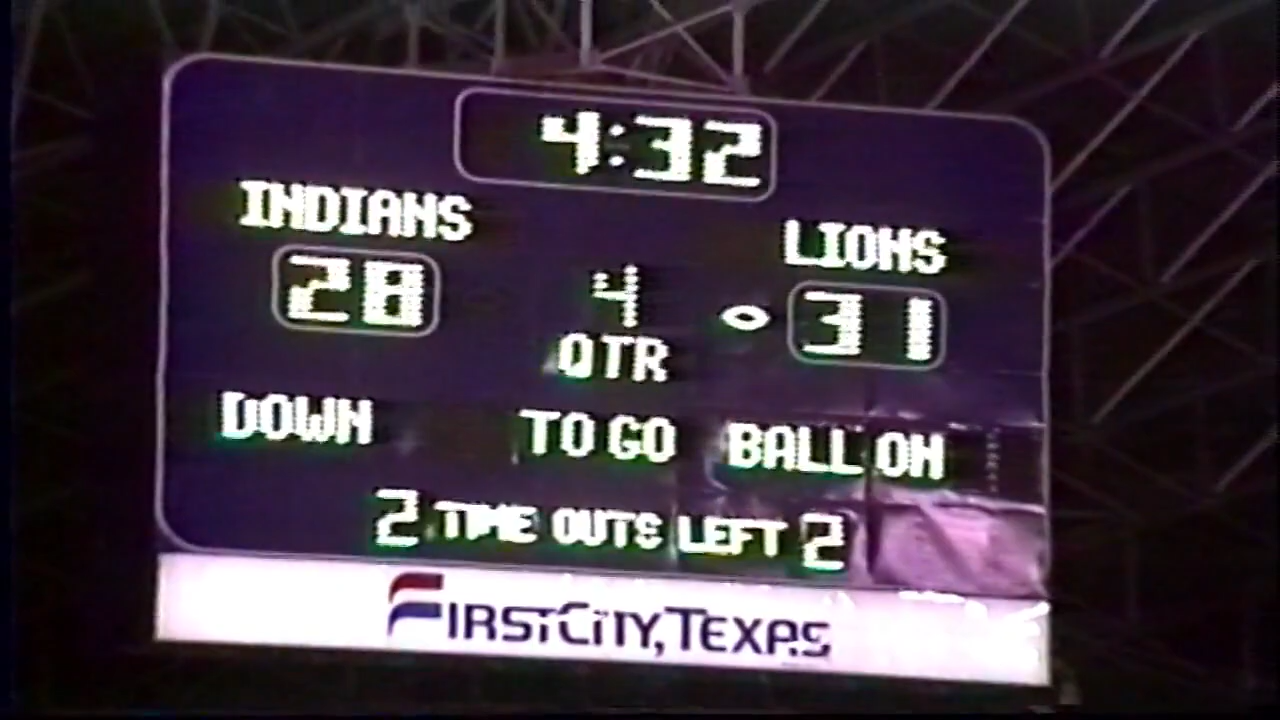 4:32
INDIANS
LIONS
28
4
31
QTR
DOWN
TO GO
BALL ON
2 TIME OUTS LEFT 2
FIRSTCITY, TEXAS